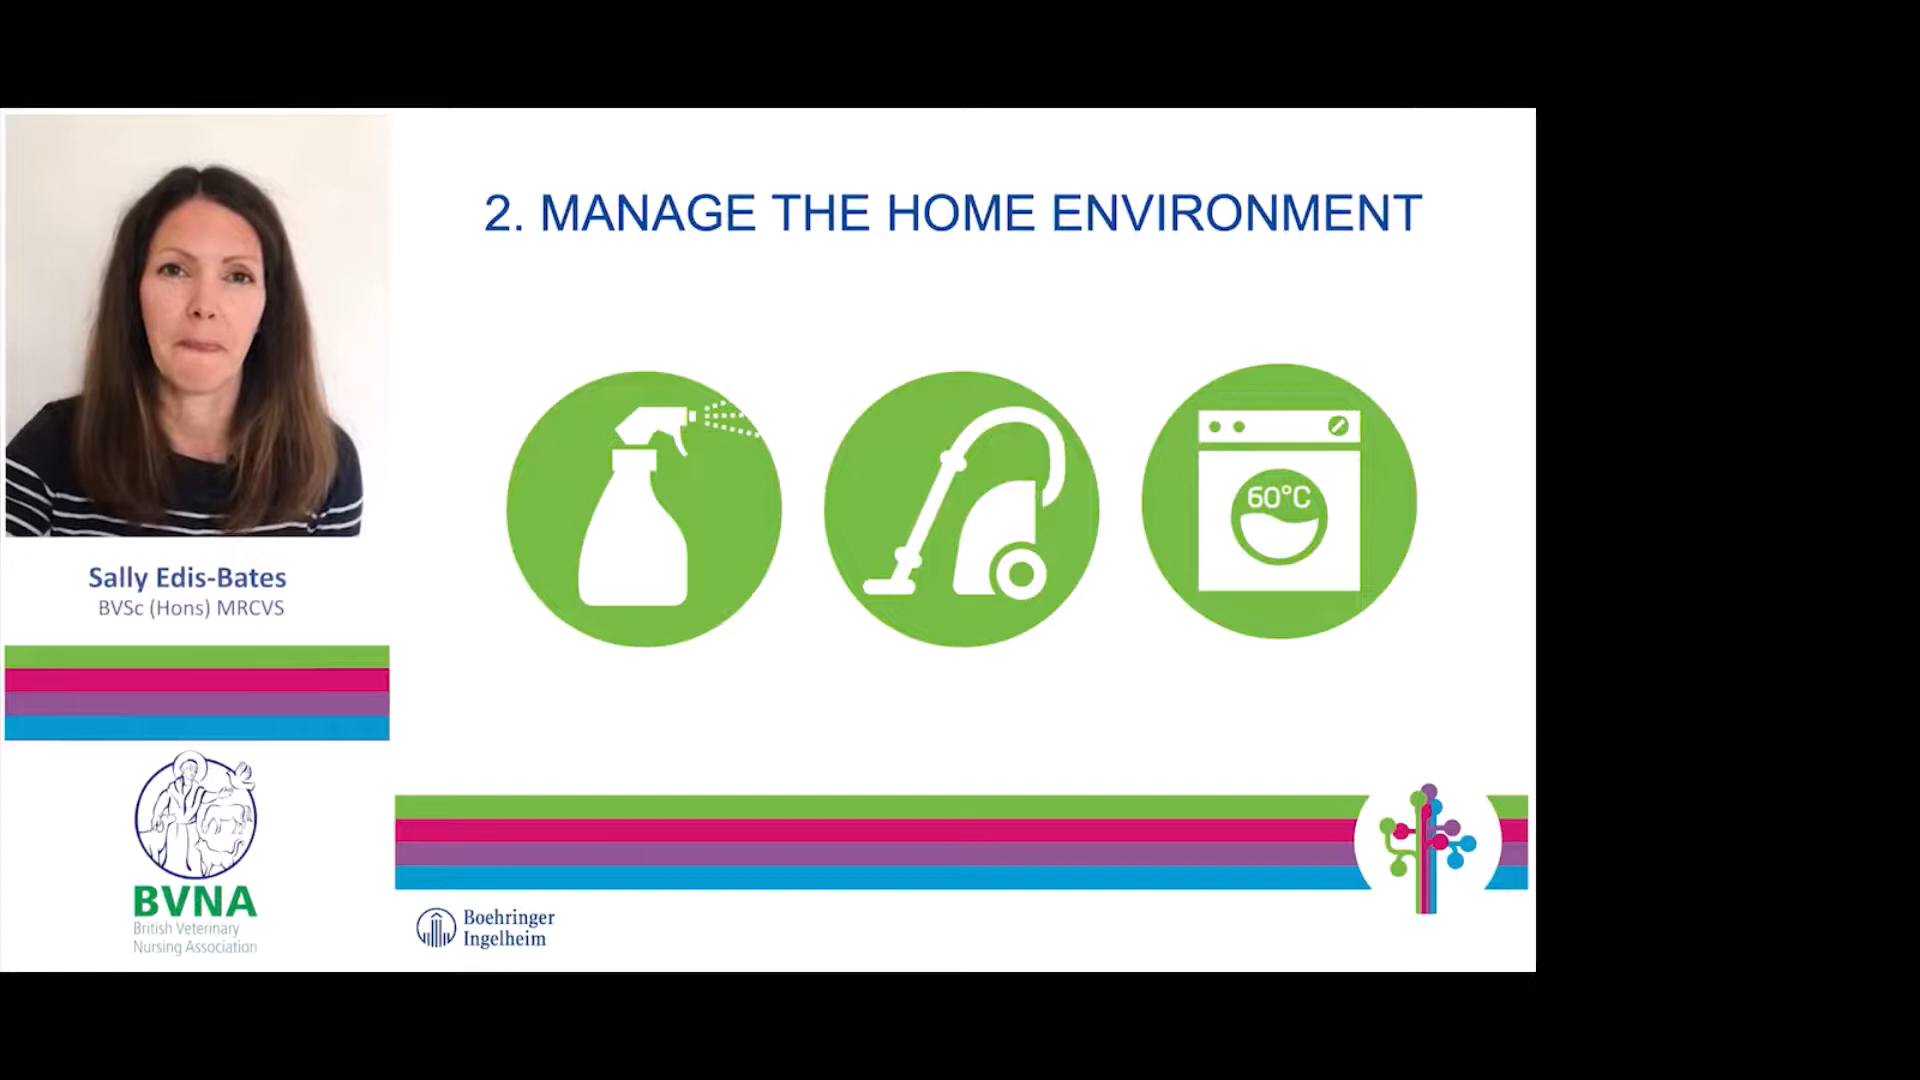 2. MANAGE THE HOME ENVIRONMENT
60°C
Sally Edis-Bates
BVSc (Hons) MRCVS
BVNA
British Veterinary
Nursing Association
Boehringer
Ingelheim